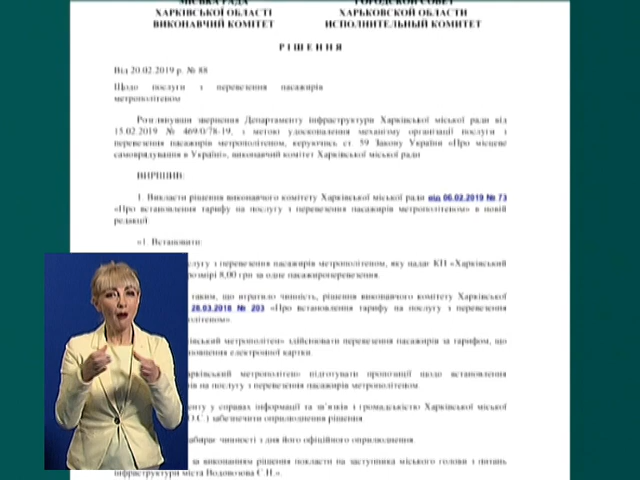 МІСЬКА РАДА
ХАРКІВСЬКОЇ ОБЛАСТІ
ВИКОНАВЧИЙ КОМІТЕТ
ГОРОДСКОЙ СОВЕТ
ХАРЬКОВСКОЙ ОБЛАСТИ
ИСПОЛНИТЕЛЬНЫЙ КОМИТЕТ
РІШЕННЯ
Від 20.02.2019 р. № 88
Щодо послуги з перевезення пасажирів
метрополітеном
Розглянувши звернення Департаменту інфраструктури Харківської міської ради від
15.02.2019 № 469/0/78-19, з метою удосконалення механізму організації послуги з
перевезення пасажирів метрополітеном, керуючись ст. 59 Закону України «Про місцеве
самоврядування в Україні», виконавчий комітет Харківської міської ради
ВИРІШИВ:
1. Викласти рішення виконавчого комітету Харківської міської ради від 06.02.2019 № 73
«Про встановлення тарифу на послугу з перевезення пасажирів метрополітеном» в новій
редакції:
«1. Встановити:
слугу з перевезення пасажирів метрополітеном, яку надає КП «Харківський
розмірі 8,00 грн за одне пасажироперевезення.
таким, що втратило чинність, рішення виконавчого комітету Харківської
28.03.2018 № 203 «Про встановлення тарифу на послугу з перевезення
літеном».
ківський метрополітен» здійснювати перевезення пасажирів за тарифом, що
повнення електронної картки.
ківський метрополітен» підготувати пропозиції щодо встановлення
ів на послугу з перевезення пасажирів метрополітеном.
енту у справах інформації та зв'язків з громадськістю Харківської міської
забезпечити оприлюднення рішення.
абирає чинності з дня його офіційного оприлюднення.
за виконанням рішення покласти на заступника міського голови з питань
інфраструктури міста Водовозова Є.Н.».